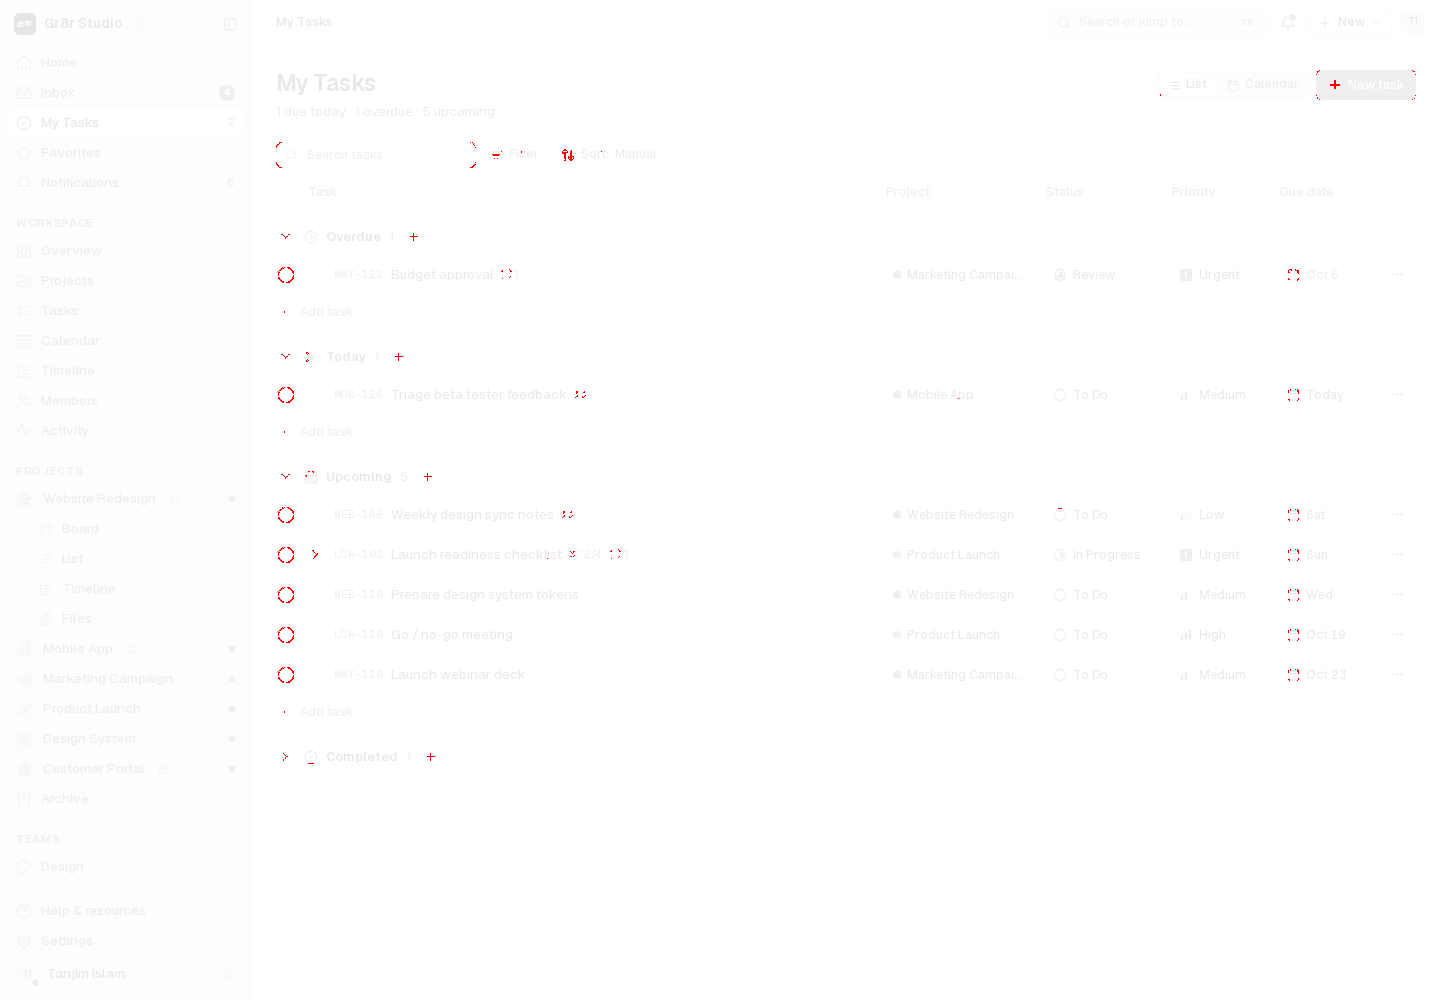 Gr8r Studio
My Tasks
Search or jump to...
⌘K
New
TI
Home
Inbox 4
My Tasks 2
Favorites
Notifications 6
WORKSPACE
Overview
Projects
Tasks
Calendar
Timeline
Members
Activity
PROJECTS
Website Redesign
Board
List
Timeline
Files
Mobile App
Marketing Campaign
Product Launch
Design System
Customer Portal
Archive
TEAMS
Design
Help & resources
Settings
TI Tanjim Islam
My Tasks
1 due today · 1 overdue · 5 upcoming
List Calendar New task
Search tasks Filter Sort: Manual
Task Project Status Priority Due date
Overdue 1
MKT-121 Budget approval Marketing Campai... Review Urgent Oct 6
Add task
Today 1
MOB-124 Triage beta tester feedback Mobile App To Do Medium Today
Add task
Upcoming 5
WEB-145 Weekly design sync notes Website Redesign To Do Low Sat
LCH-103 Launch readiness checklist 2/4 Product Launch In Progress Urgent Sun
WEB-118 Prepare design system tokens Website Redesign To Do Medium Wed
LCH-118 Go / no-go meeting Product Launch To Do High Oct 19
MKT-118 Launch webinar deck Marketing Campai... To Do Medium Oct 23
Add task
Completed 1